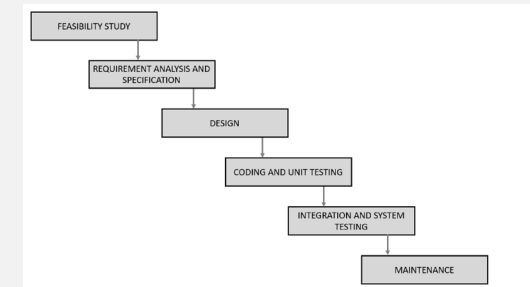 FEASIBILITY STUDY
REQUIREMENT ANALYSIS AND
SPECIFICATION
DESIGN
CODING AND UNIT TESTING
INTEGRATION AND SYSTEM
TESTING
MAINTENANCE